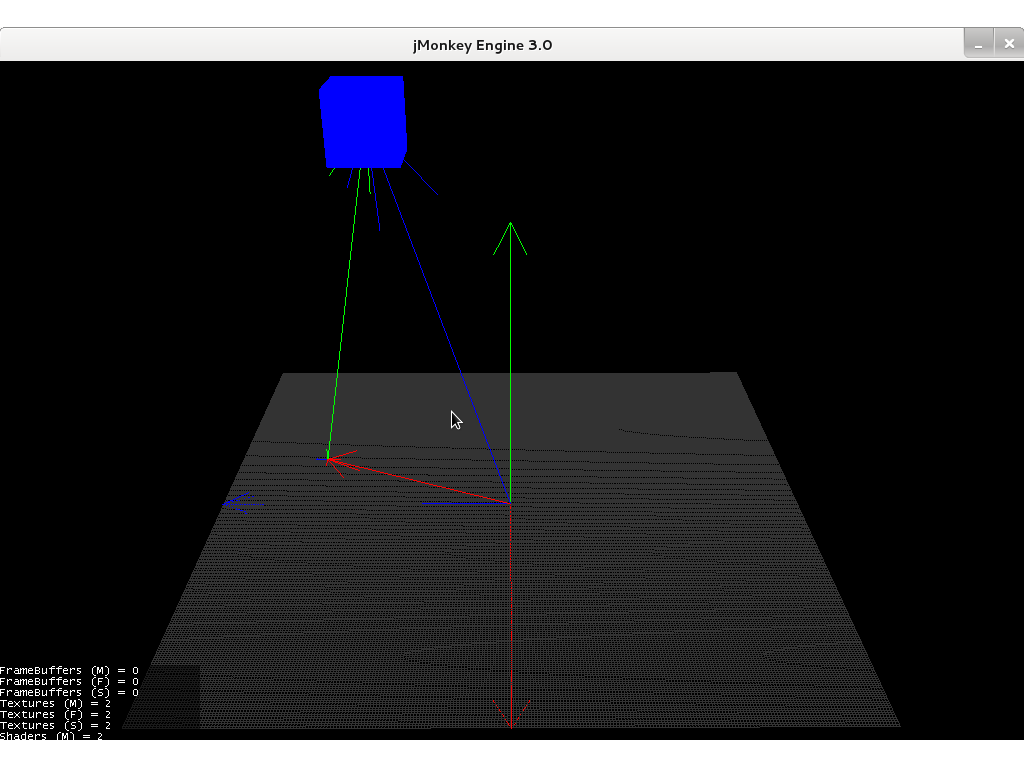 jMonkey Engine 3.0
FrameBuffers (M) = 0
FrameBuffers (F) = 0
FrameBuffers (S) = 0
Textures (M) = 2
Textures (F) = 2
Textures (S) = 2
Shaders (M) = 2